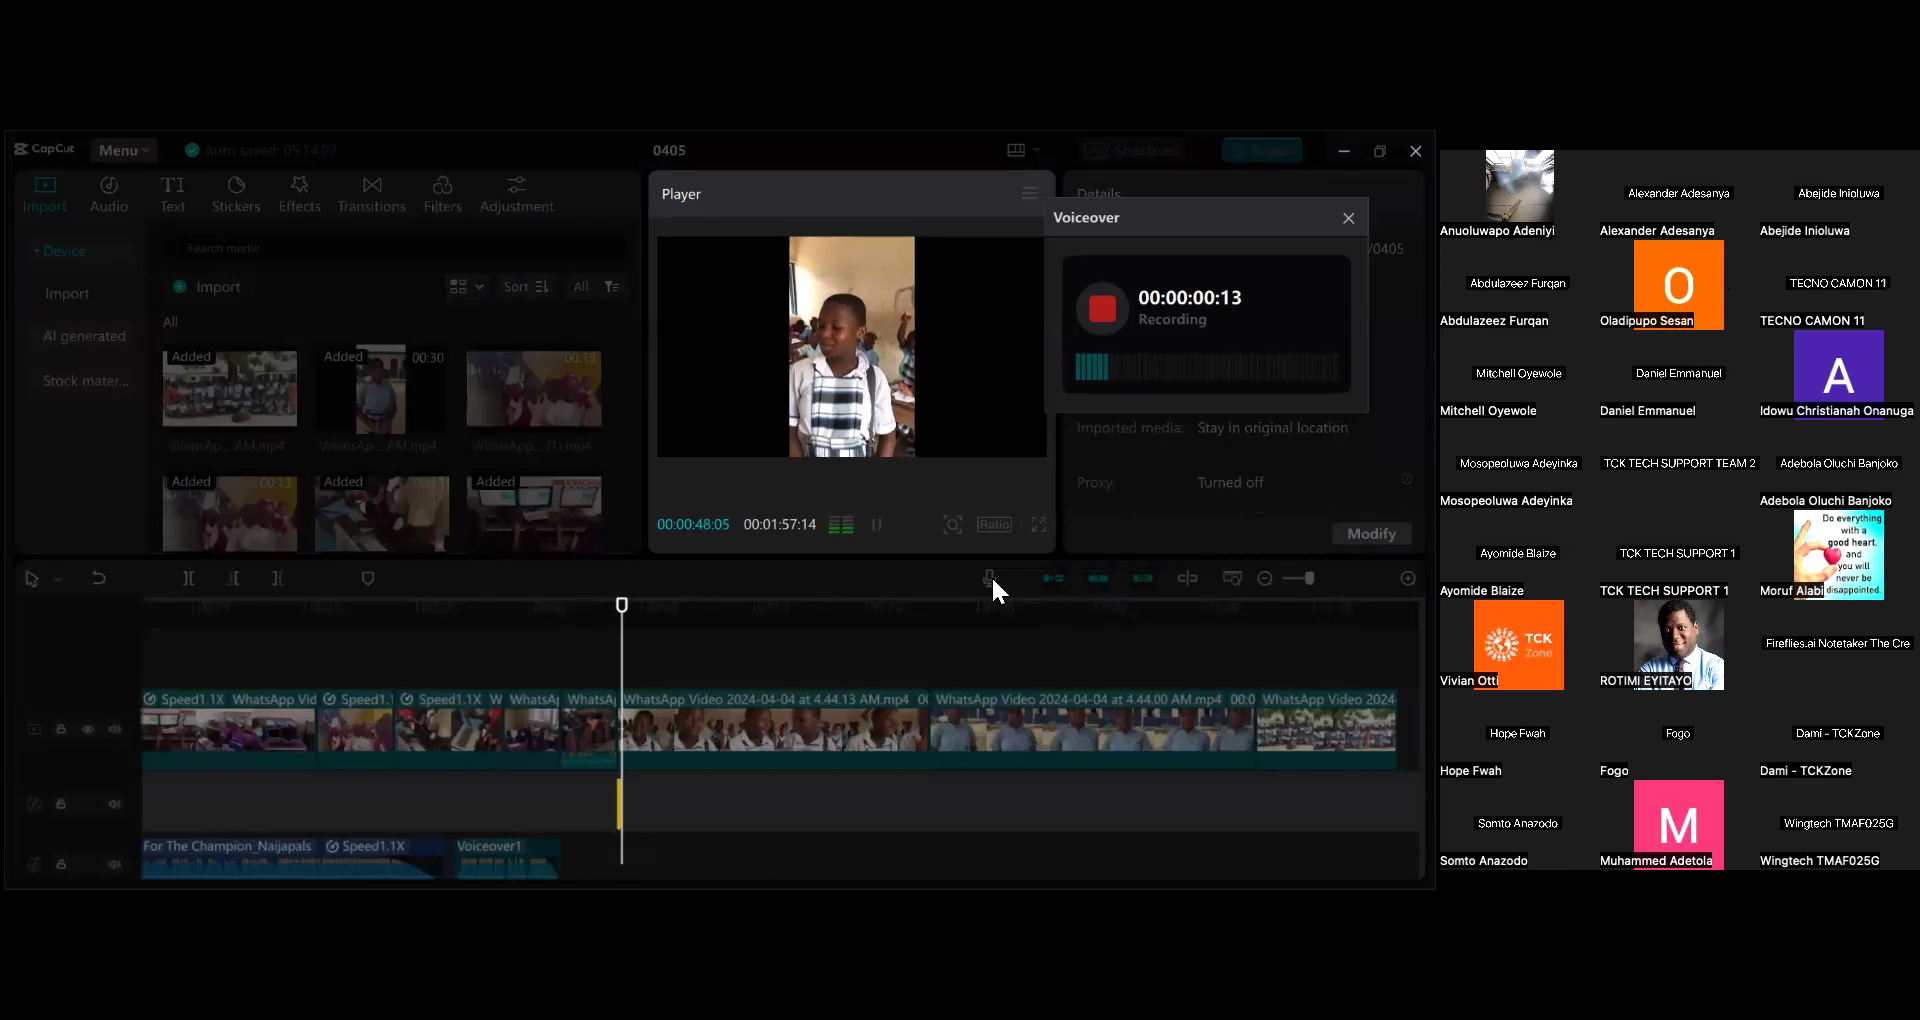 CapCut
Menu
Auto saved: 05:14:07
0405
Import
Audio
Text
Stickers
Effects
Transitions
Filters
Adjustment
Device
Import
AI generated
Stock mater...
Search media
Import
Sort
All
All
Added
Added 00:30
Added 00:13
WhatsAp... AM.mp4
WhatsAp... AM.mp4
WhatsApp... (1).mp4
Added 00:13
Added
Added
Player
00:00:48:05
00:01:57:14
Ratio
Details
/0405
Voiceover
00:00:00:13
Recording
Imported media: Stay in original location
Proxy: Turned off
Modify
Speed1.1X WhatsApp Vid
Speed1.1
Speed1.1X W
WhatsAp
WhatsAp
WhatsApp Video 2024-04-04 at 4.44.13 AM.mp4
WhatsApp Video 2024-04-04 at 4.44.00 AM.mp4 00:0
WhatsApp Video 2024
For The Champion_Naijapals
Speed1.1X
Voiceover1
Alexander Adesanya
Abejide Inioluwa
Anuoluwapo Adeniyi
Alexander Adesanya
Abejide Inioluwa
Abdulazeez Furqan
O
TECNO CAMON 11
Abdulazeez Furqan
Oladipupo Sesan
TECNO CAMON 11
Mitchell Oyewole
Daniel Emmanuel
A
Mitchell Oyewole
Daniel Emmanuel
Idowu Christianah Onanuga
Mosopeoluwa Adeyinka
TCK TECH SUPPORT TEAM 2
Adebola Oluchi Banjoko
Mosopeoluwa Adeyinka
Adebola Oluchi Banjoko
Ayomide Blaize
TCK TECH SUPPORT 1
Do everything
with a
good heart,
and
you will
never be
disappointed.
Ayomide Blaize
TCK TECH SUPPORT 1
Moruf Alabi
TCK
Zone
Fireflies.ai Notetaker The Cre
Vivian Otti
ROTIMI EYITAYO
Hope Fwah
Fogo
Dami - TCKZone
Hope Fwah
Fogo
Dami - TCKZone
Somto Anazodo
M
Wingtech TMAF025G
Somto Anazodo
Muhammed Adetola
Wingtech TMAF025G